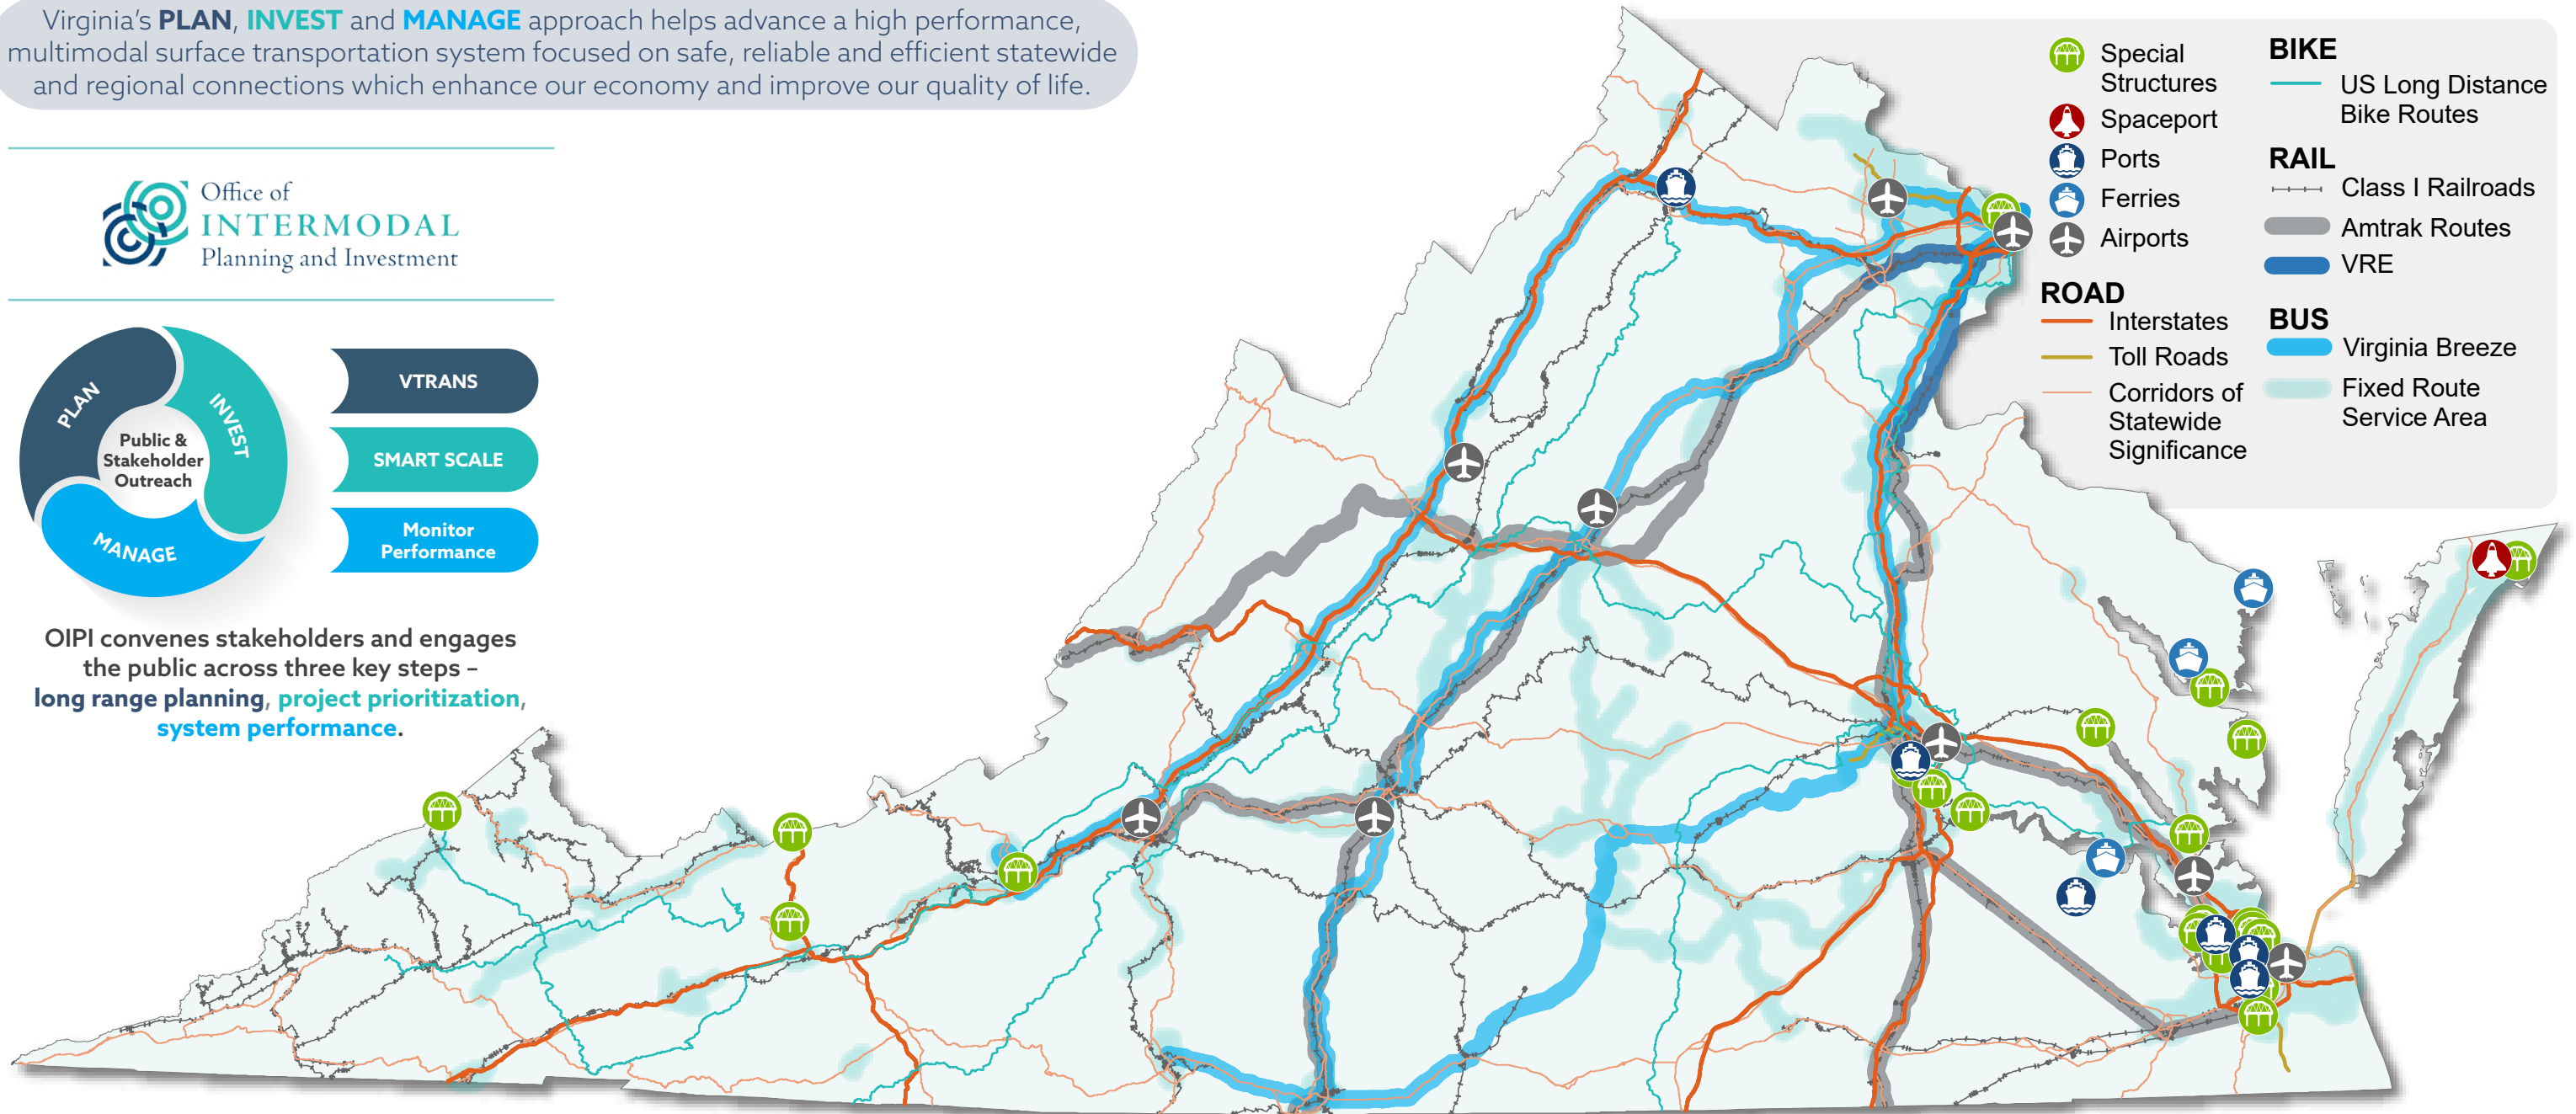 Virginia's PLAN, INVEST and MANAGE approach helps advance a high performance,
multimodal surface transportation system focused on safe, reliable and efficient statewide
and regional connections which enhance our economy and improve our quality of life.
Office of
INTERMODAL
Planning and Investment
PLAN
INVEST
MANAGE
Public &
Stakeholder
Outreach
VTRANS
SMART SCALE
Monitor
Performance
OIPI convenes stakeholders and engages
the public across three key steps –
long range planning, project prioritization,
system performance.
Special
Structures
Spaceport
Ports
Ferries
Airports
ROAD
Interstates
Toll Roads
Corridors of
Statewide
Significance
BIKE
US Long Distance
Bike Routes
RAIL
Class I Railroads
Amtrak Routes
VRE
BUS
Virginia Breeze
Fixed Route
Service Area